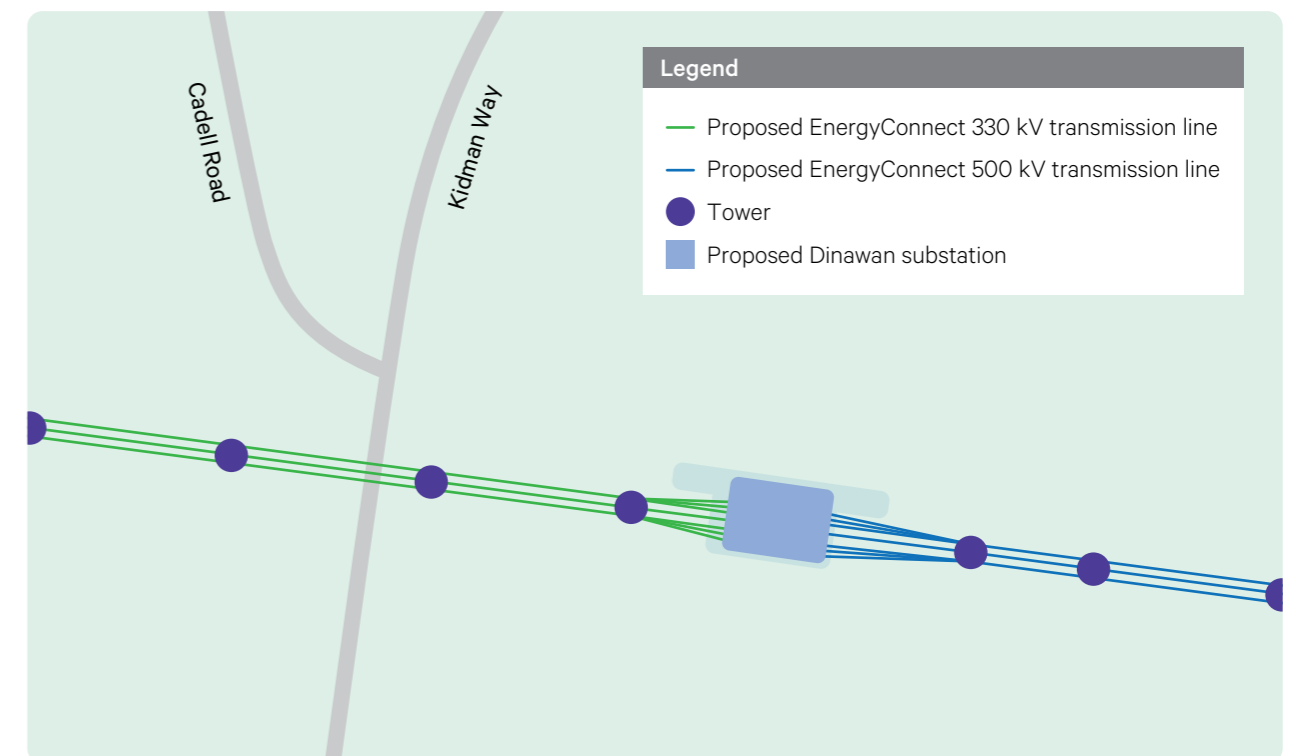 Cadell Road
Kidman Way
Legend
Proposed EnergyConnect 330 kV transmission line
Proposed EnergyConnect 500 kV transmission line
Tower
Proposed Dinawan substation